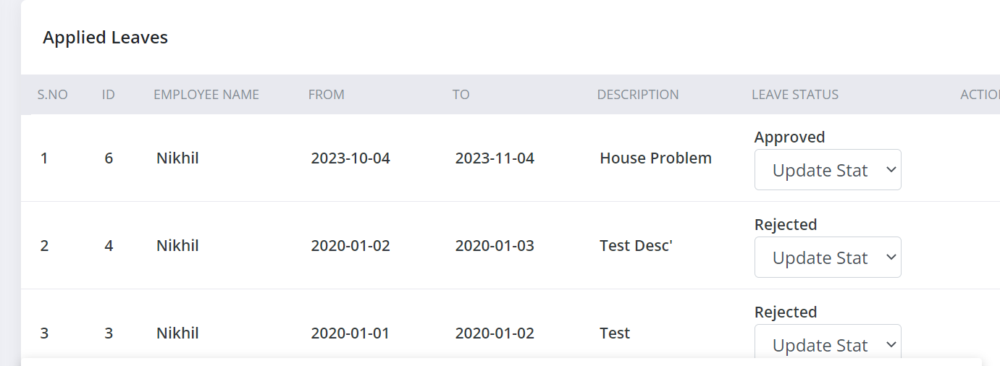 Applied Leaves
S.NO ID EMPLOYEE NAME FROM TO DESCRIPTION LEAVE STATUS ACTIO
1 6 Nikhil 2023-10-04 2023-11-04 House Problem Approved
Update Stat
2 4 Nikhil 2020-01-02 2020-01-03 Test Desc' Rejected
Update Stat
3 3 Nikhil 2020-01-01 2020-01-02 Test Rejected
Update Stat